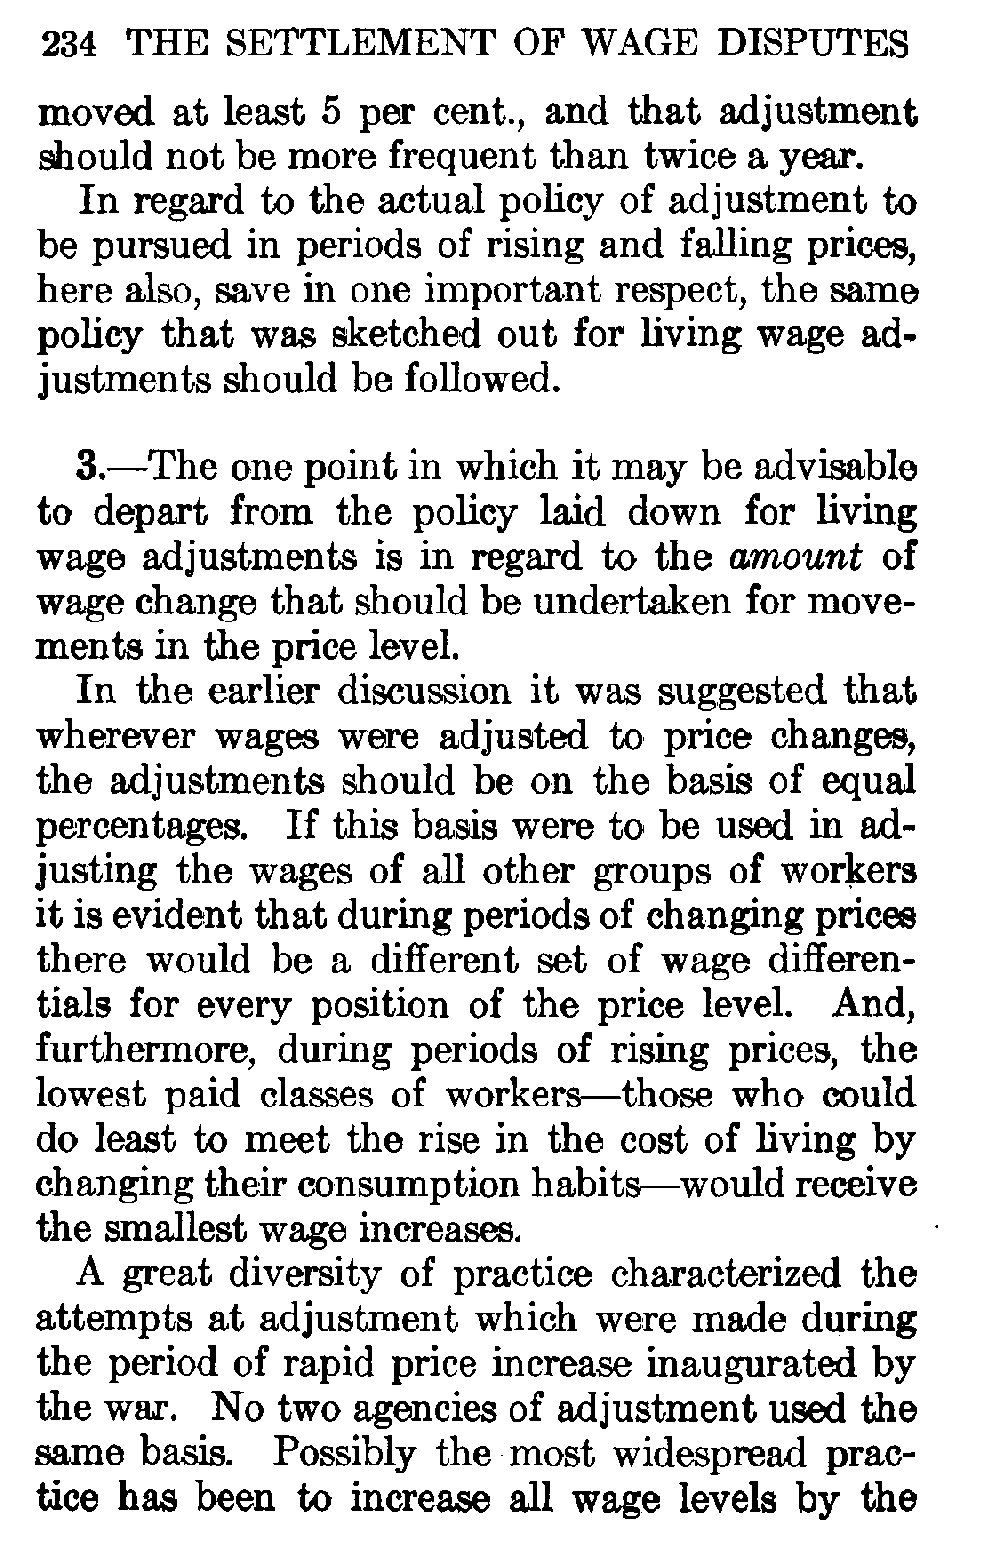 234 THE SETTLEMENT OF WAGE DISPUTES
moved at least 5 per cent., and that adjustment
should not be more frequent than twice a year.
In regard to the actual policy of adjustment to
be pursued in periods of rising and falling prices,
here also, save in one important respect, the same
policy that was sketched out for living wage ad-
justments should be followed.
3.—The one point in which it may be advisable
to depart from the policy laid down for living
wage adjustments is in regard to the amount of
wage change that should be undertaken for move-
ments in the price level.
In the earlier discussion it was suggested that
wherever wages were adjusted to price changes,
the adjustments should be on the basis of equal
percentages. If this basis were to be used in ad-
justing the wages of all other groups of workers
it is evident that during periods of changing prices
there would be a different set of wage differen-
tials for every position of the price level. And,
furthermore, during periods of rising prices, the
lowest paid classes of workers—those who could
do least to meet the rise in the cost of living by
changing their consumption habits—would receive
the smallest wage increases.
A great diversity of practice characterized the
attempts at adjustment which were made during
the period of rapid price increase inaugurated by
the war. No two agencies of adjustment used the
same basis. Possibly the most widespread prac-
tice has been to increase all wage levels by the